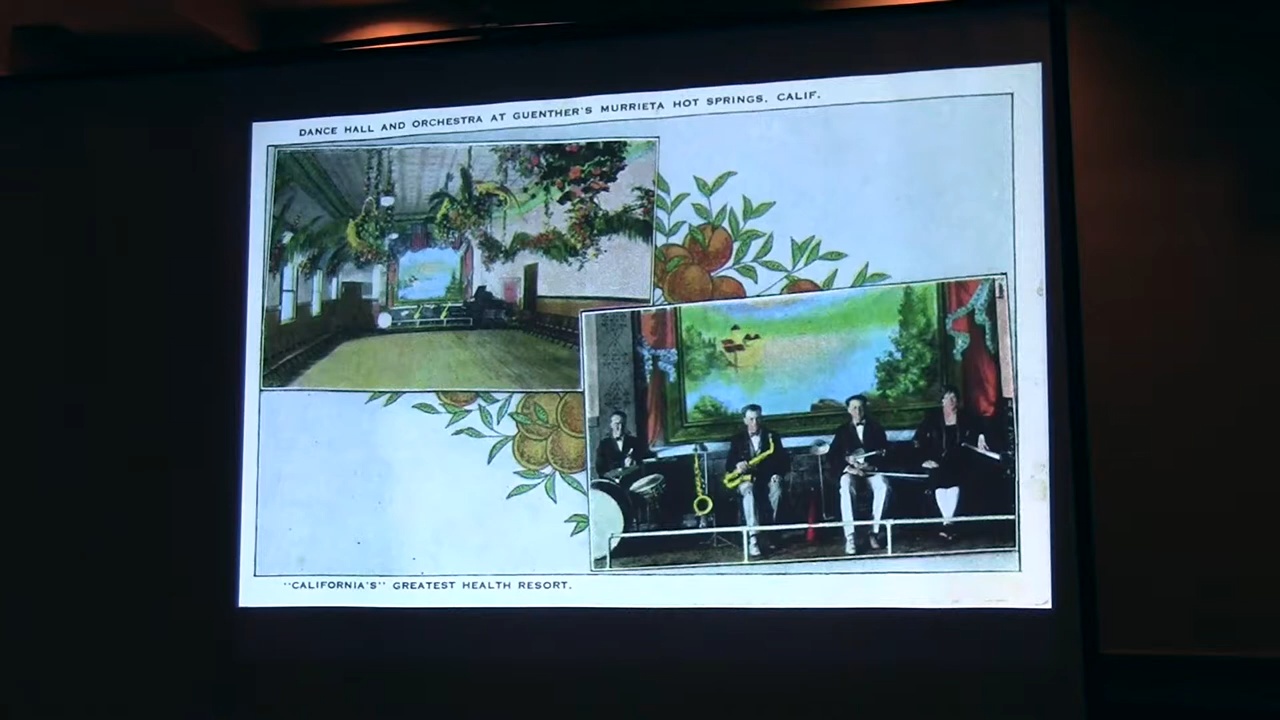 DANCE HALL AND ORCHESTRA AT GUENTHER'S MURRIETA HOT SPRINGS, CALIF.
"CALIFORNIA'S" GREATEST HEALTH RESORT.